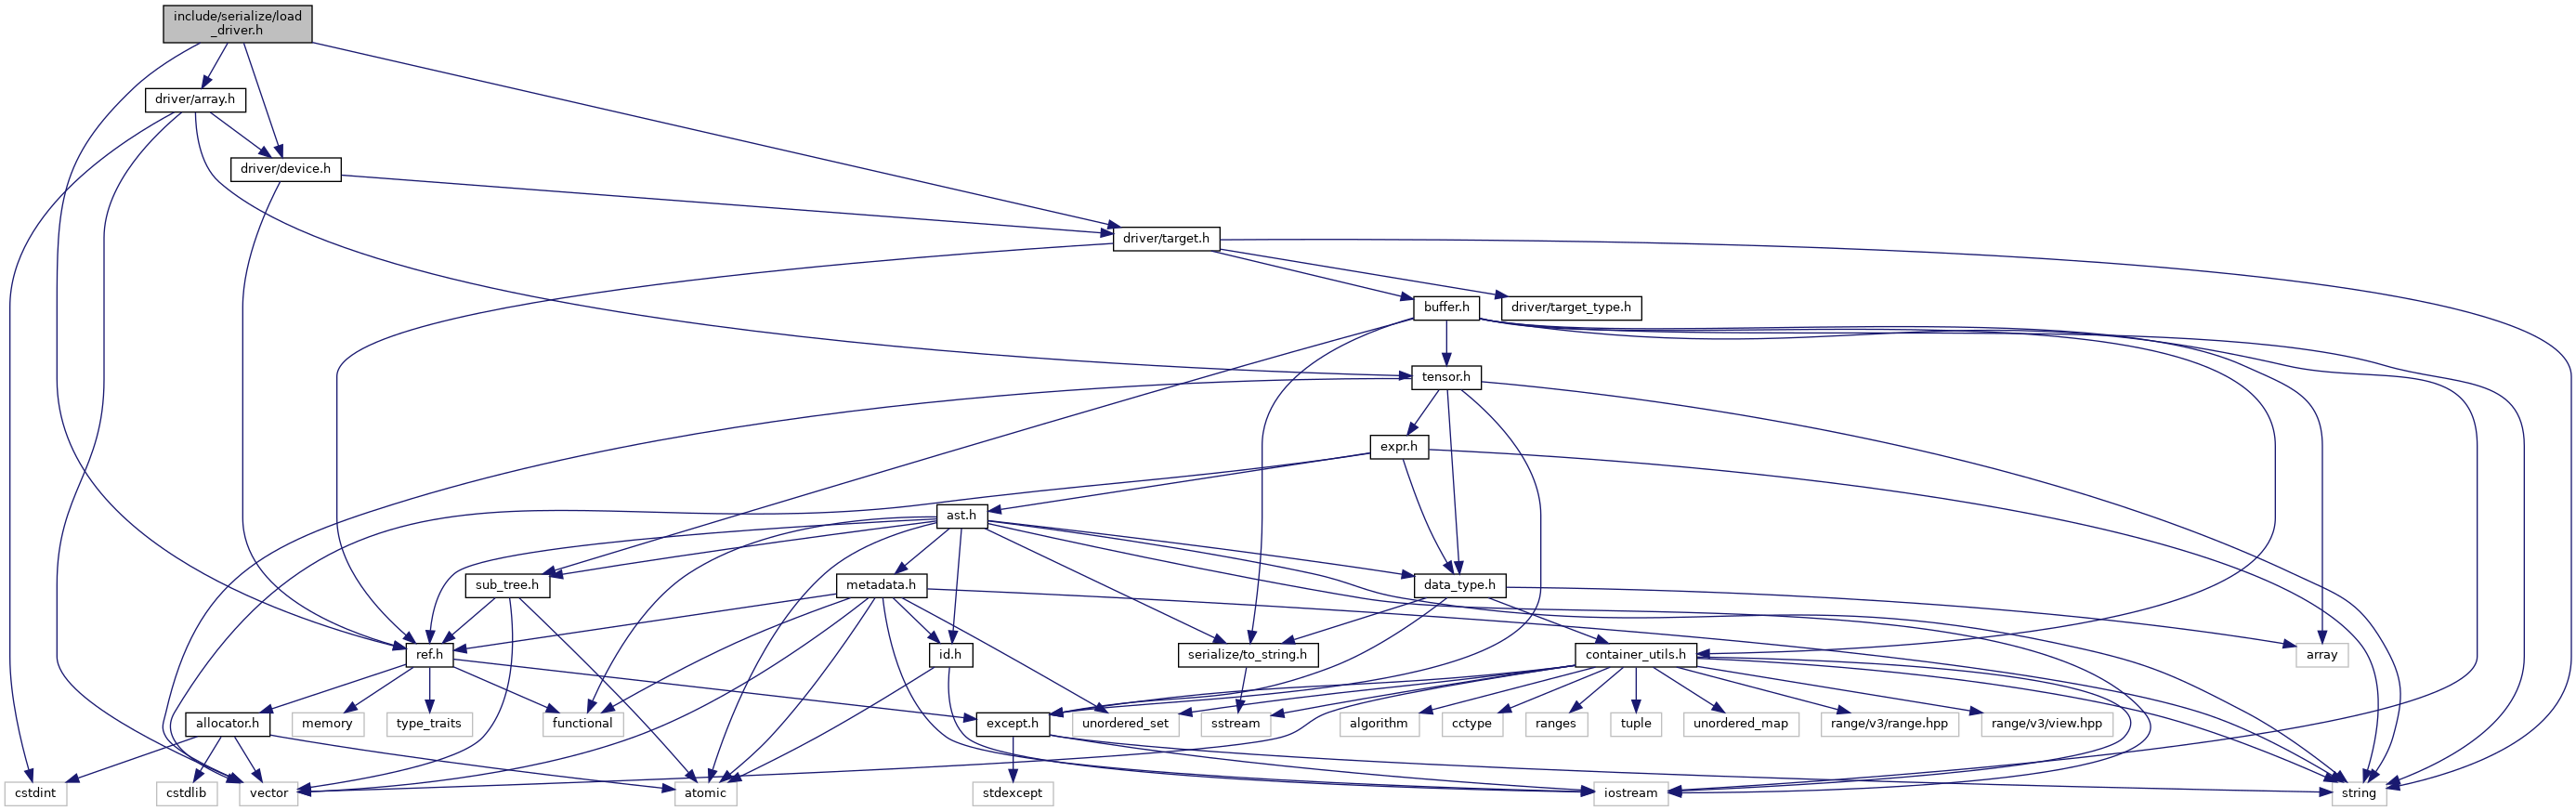 include/serialize/load
_driver.h
driver/array.h
driver/device.h
driver/target.h
buffer.h
driver/target_type.h
tensor.h
expr.h
ast.h
sub_tree.h
metadata.h
data_type.h
ref.h
id.h
serialize/to_string.h
container_utils.h
array
allocator.h
memory
type_traits
functional
except.h
unordered_set
sstream
algorithm
cctype
ranges
tuple
unordered_map
range/v3/range.hpp
range/v3/view.hpp
cstdint
cstdlib
vector
atomic
stdexcept
iostream
string